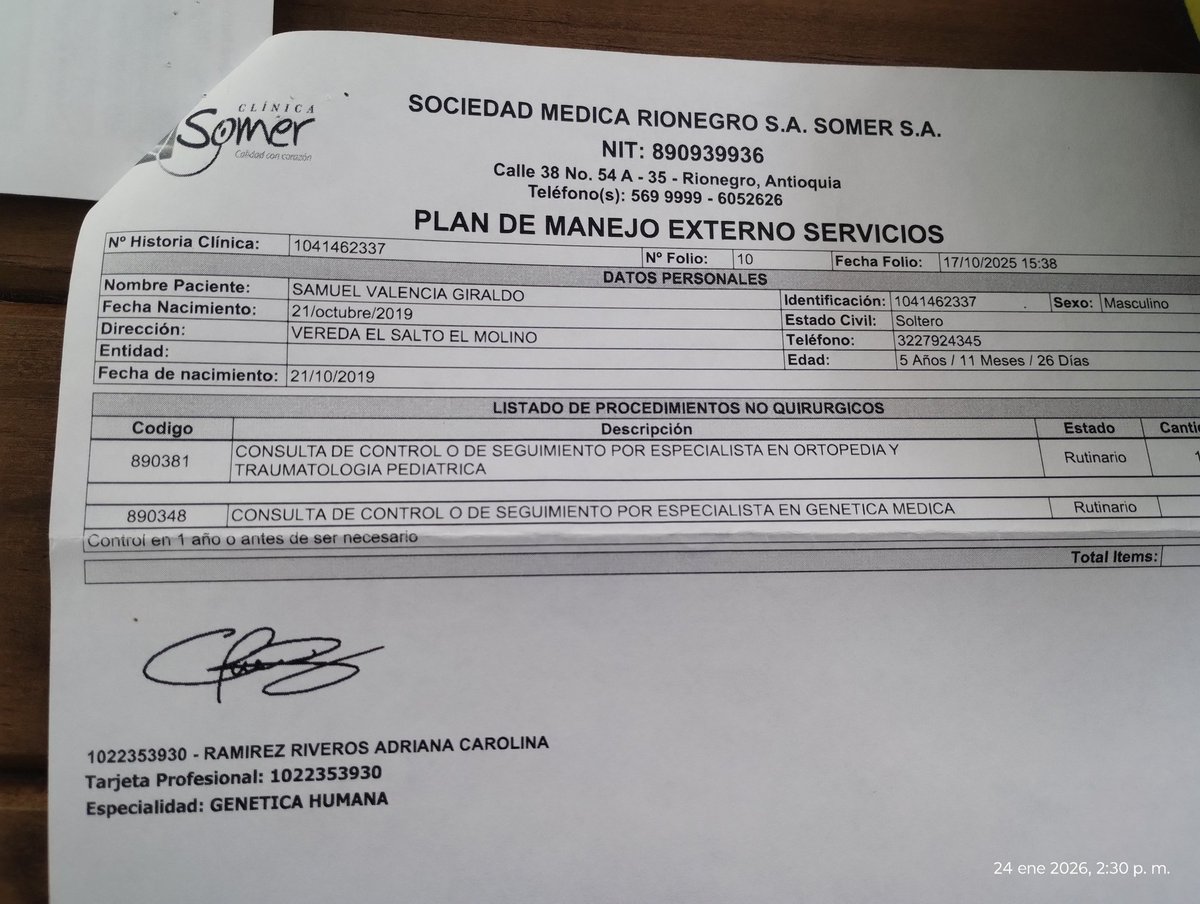 CLÍNICA
Somer
Calidad con corazón
SOCIEDAD MEDICA RIONEGRO S.A. SOMER S.A.
NIT: 890939936
Calle 38 No. 54 A - 35 - Rionegro, Antioquia
Teléfono(s): 569 9999 - 6052626
PLAN DE MANEJO EXTERNO SERVICIOS
Nº Historia Clínica: 1041462337 Nº Folio: 10 Fecha Folio: 17/10/2025 15:38
DATOS PERSONALES
Nombre Paciente: SAMUEL VALENCIA GIRALDO Identificación: 1041462337 Sexo: Masculino
Fecha Nacimiento: 21/octubre/2019 Estado Civil: Soltero
Dirección: VEREDA EL SALTO EL MOLINO Teléfono: 3227924345
Entidad: Edad: 5 Años / 11 Meses / 26 Días
Fecha de nacimiento: 21/10/2019
LISTADO DE PROCEDIMIENTOS NO QUIRURGICOS
Codigo Descripción Estado Canti
890381 CONSULTA DE CONTROL O DE SEGUIMIENTO POR ESPECIALISTA EN ORTOPEDIA Y Rutinario 1
TRAUMATOLOGIA PEDIATRICA
890348 CONSULTA DE CONTROL O DE SEGUIMIENTO POR ESPECIALISTA EN GENETICA MEDICA Rutinario
Control en 1 año o antes de ser necesario
Total Items:
1022353930 - RAMIREZ RIVEROS ADRIANA CAROLINA
Tarjeta Profesional: 1022353930
Especialidad: GENETICA HUMANA
24 ene 2026, 2:30 p. m.